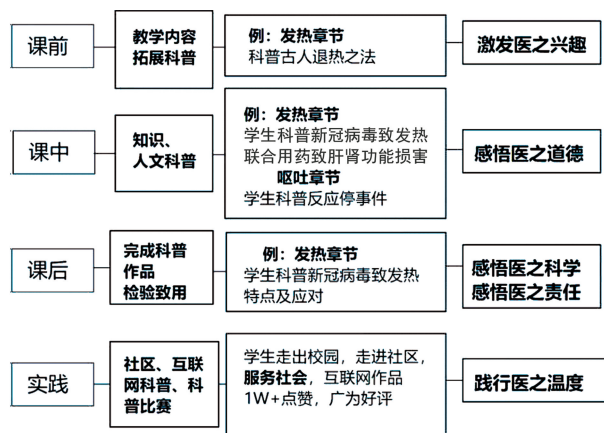 课前
教学内容
拓展科普
例：发热章节
科普古人退热之法
激发医之兴趣
课中
知识、
人文科普
例：发热章节
学生科普新冠病毒致发热
联合用药致肝肾功能损害
呕吐章节
学生科普反应停事件
感悟医之道德
课后
完成科普
作品
检验致用
例：发热章节
学生科普新冠病毒致发热
特点及应对
感悟医之科学
感悟医之责任
实践
社区、互联
网科普、科
普比赛
学生走出校园，走进社区，
服务社会，互联网作品
1W+点赞，广为好评
践行医之温度